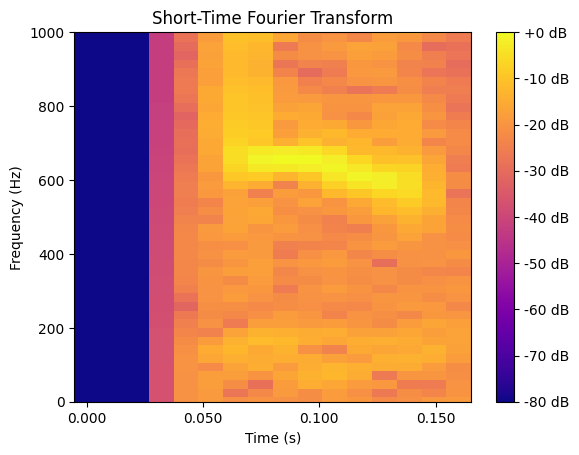 Short-Time Fourier Transform
1000
800
600
400
200
0
Frequency (Hz)
0.000
0.050
0.100
0.150
Time (s)
+0 dB
-10 dB
-20 dB
-30 dB
-40 dB
-50 dB
-60 dB
-70 dB
-80 dB